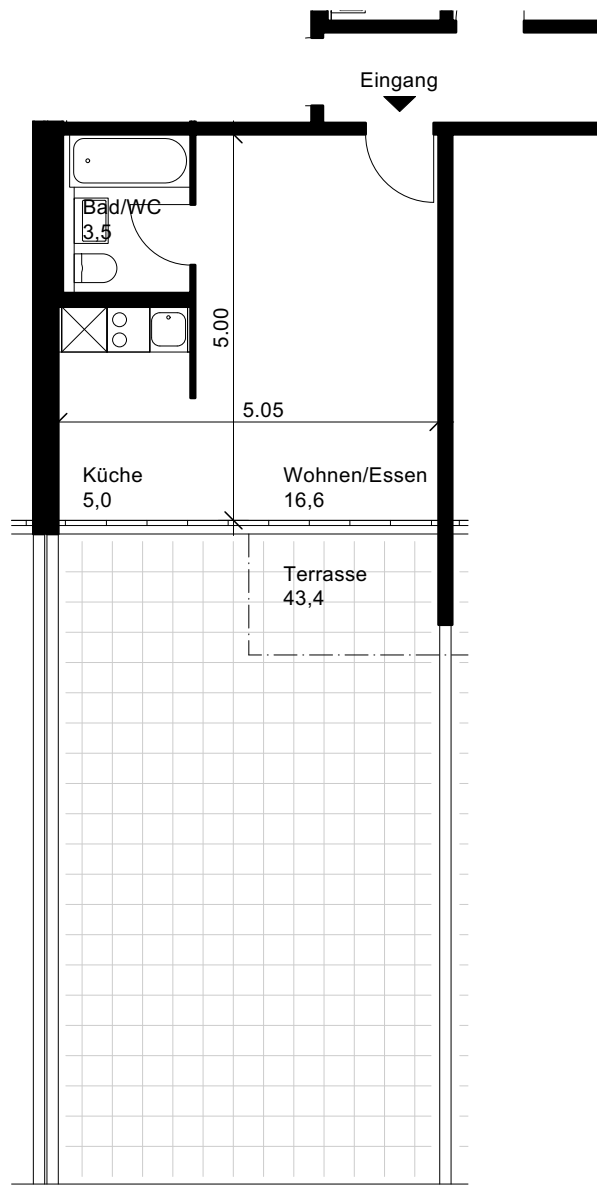 Eingang
Bad/WC
3,5
5.00
5.05
Küche
5,0
Wohnen/Essen
16,6
Terrasse
43,4